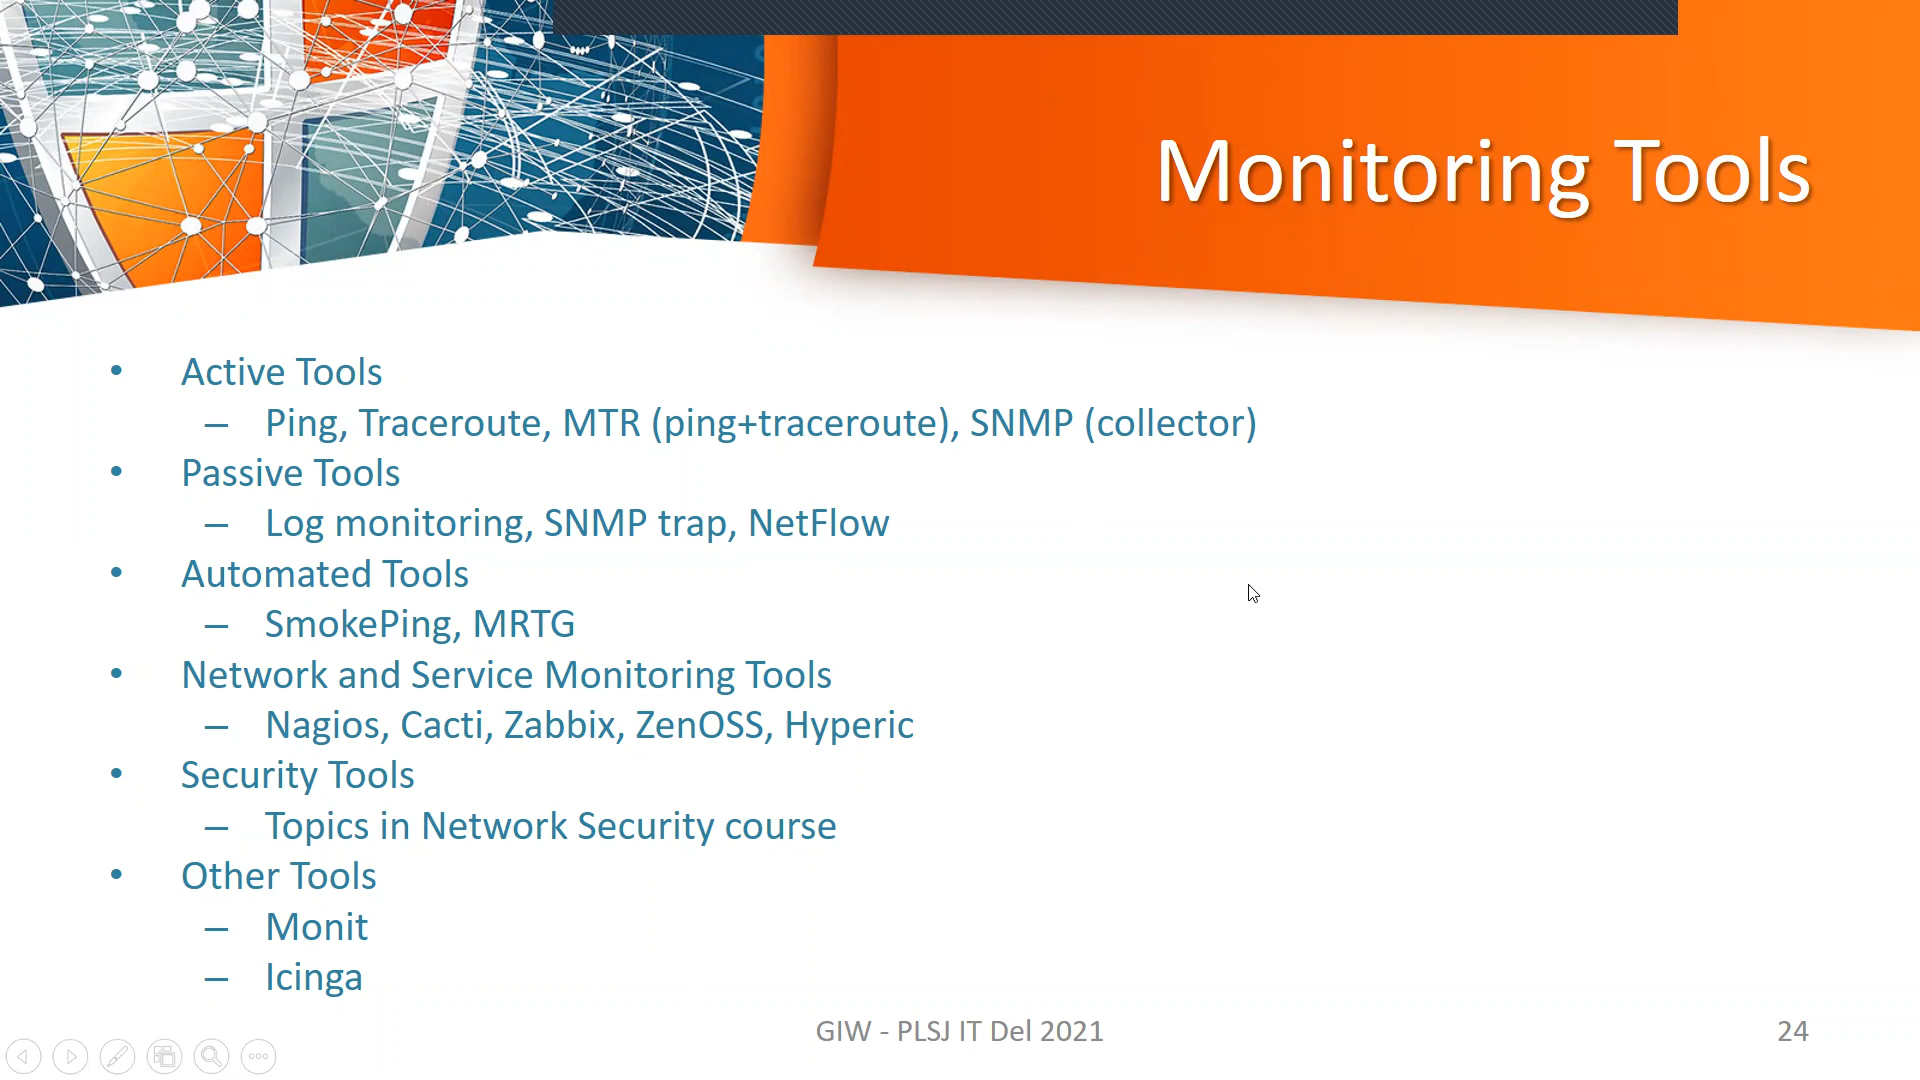 Monitoring Tools
• Active Tools
– Ping, Traceroute, MTR (ping+traceroute), SNMP (collector)
• Passive Tools
– Log monitoring, SNMP trap, NetFlow
• Automated Tools
– SmokePing, MRTG
• Network and Service Monitoring Tools
– Nagios, Cacti, Zabbix, ZenOSS, Hyperic
• Security Tools
– Topics in Network Security course
• Other Tools
– Monit
– Icinga
GIW - PLSJ IT Del 2021
24